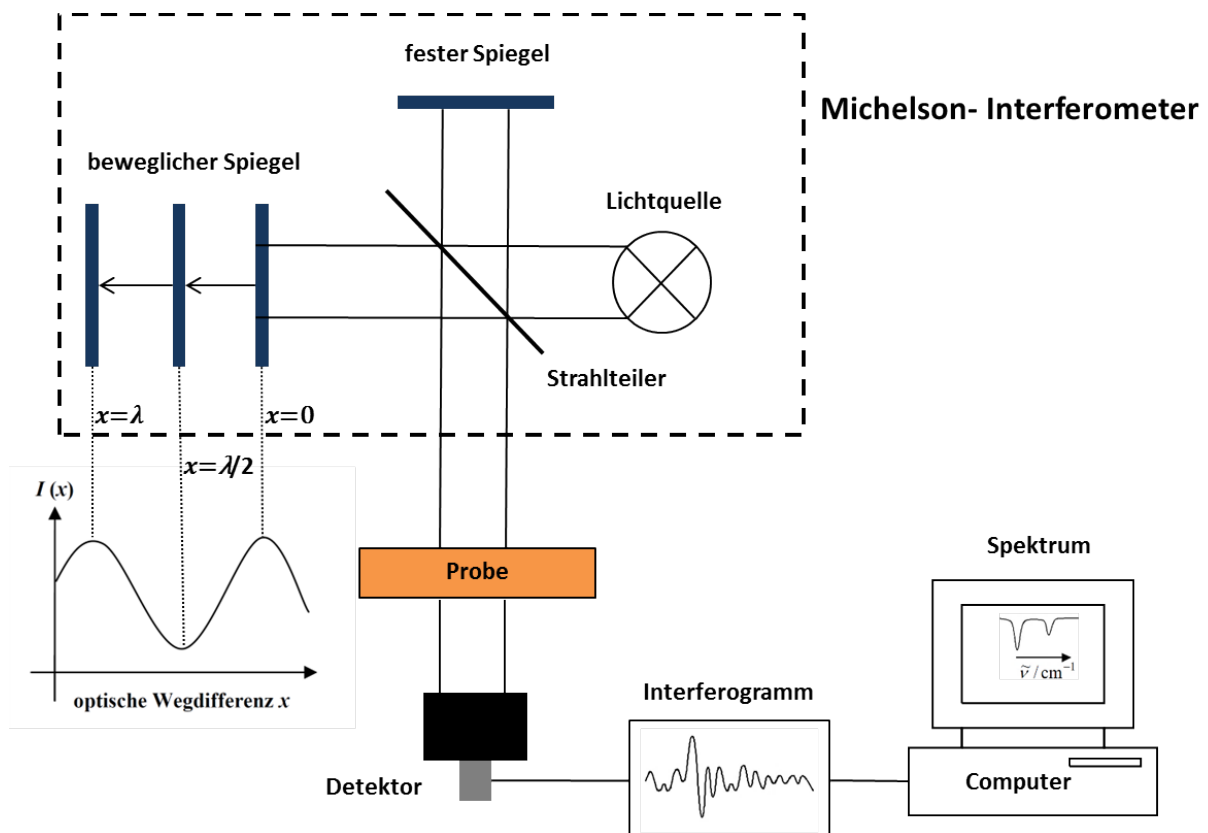 fester Spiegel
Michelson- Interferometer
beweglicher Spiegel
Lichtquelle
Strahlteiler
x=λ
x=0
x=λ/2
I (x)
optische Wegdifferenz x
Probe
Spektrum
ṽ / cm⁻¹
Interferogramm
Detektor
Computer